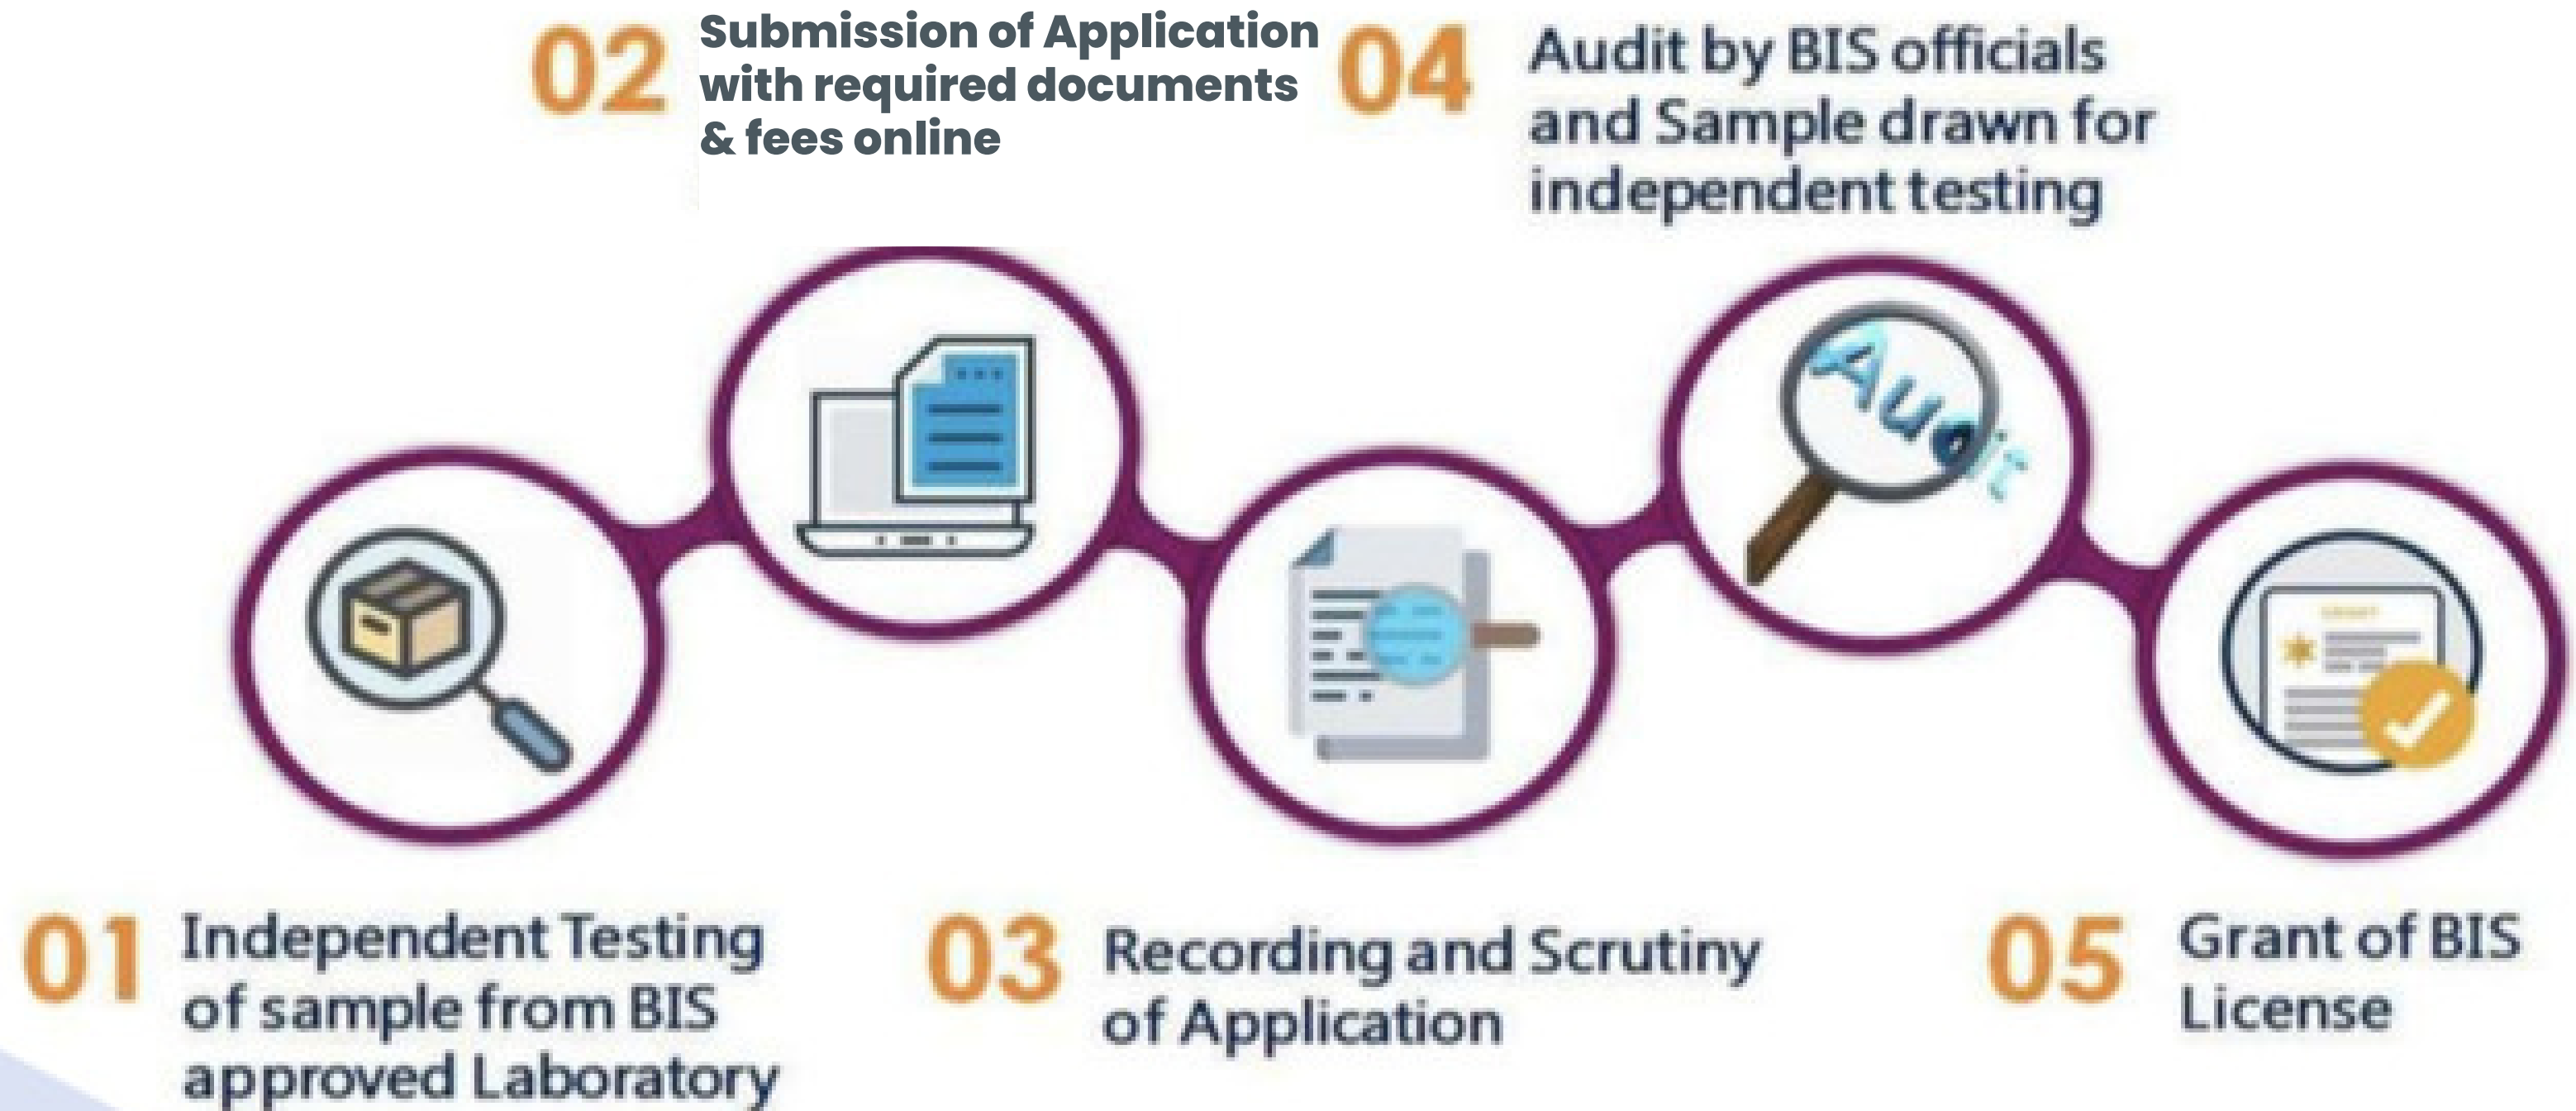 01
Independent Testing
of sample from BIS
approved Laboratory
02
Submission of Application
with required documents
& fees online
03
Recording and Scrutiny
of Application
04
Audit by BIS officials
and Sample drawn for
independent testing
Audit
05
Grant of BIS
License
GRANT